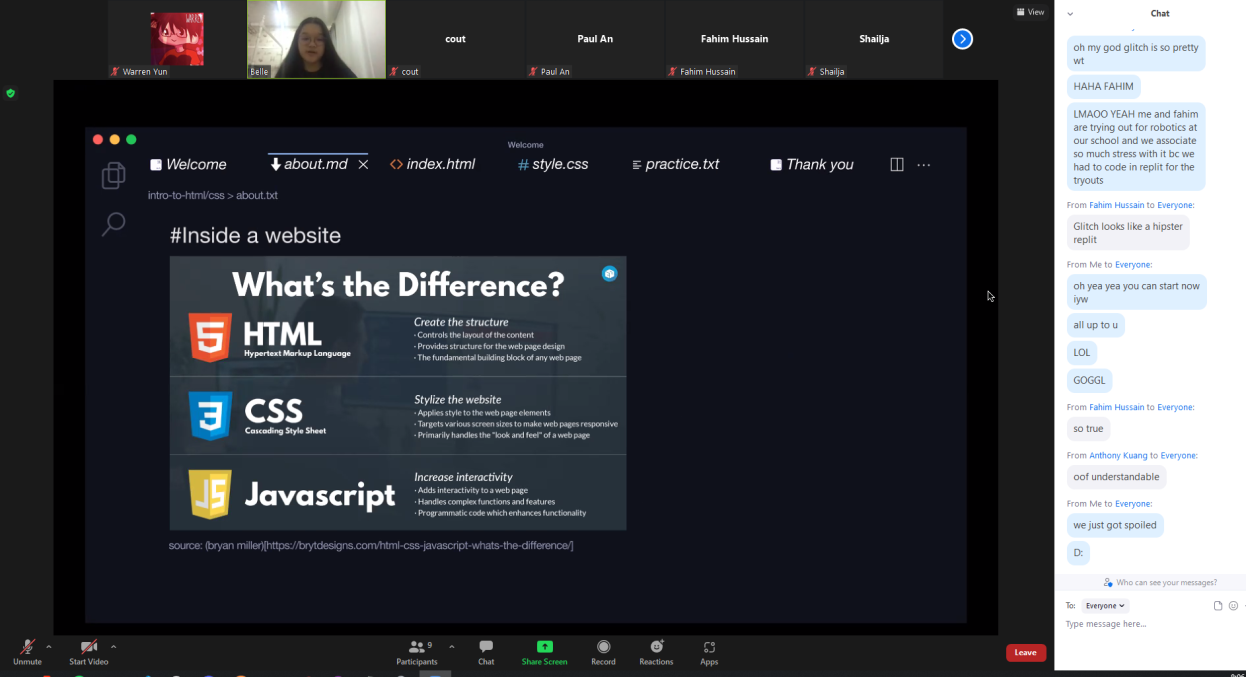 Warren Yun
Belle
cout
cout
Paul An
Paul An
Fahim Hussain
Fahim Hussain
Shailja
Shailja
View
Welcome
Welcome
about.md
index.html
# style.css
practice.txt
Thank you
intro-to-html/css > about.txt
#Inside a website
What's the Difference?
HTML
Hypertext Markup Language
Create the structure
· Controls the layout of the content
· Provides structure for the web page design
· The fundamental building block of any web page
CSS
Cascading Style Sheet
Stylize the website
· Applies style to the web page elements
· Targets various screen sizes to make web pages responsive
· Primarily handles the "look and feel" of a web page
JS
Javascript
Increase interactivity
· Adds interactivity to a web page
· Handles complex functions and features
· Programmatic code which enhances functionality
source: (bryan miller)[https://brytdesigns.com/html-css-javascript-whats-the-difference/]
Unmute
Start Video
Participants
9
Chat
Share Screen
Record
Reactions
Apps
Leave
Chat
oh my god glitch is so pretty
wt
HAHA FAHIM
LMAOO YEAH me and fahim
are trying out for robotics at
our school and we associate
so much stress with it bc we
had to code in replit for the
tryouts
From Fahim Hussain to Everyone:
Glitch looks like a hipster
replit
From Me to Everyone:
oh yea yea you can start now
iyw
all up to u
LOL
GOGGL
From Fahim Hussain to Everyone:
so true
From Anthony Kuang to Everyone:
oof understandable
From Me to Everyone:
we just got spoiled
D:
Who can see your messages?
To: Everyone
Type message here...